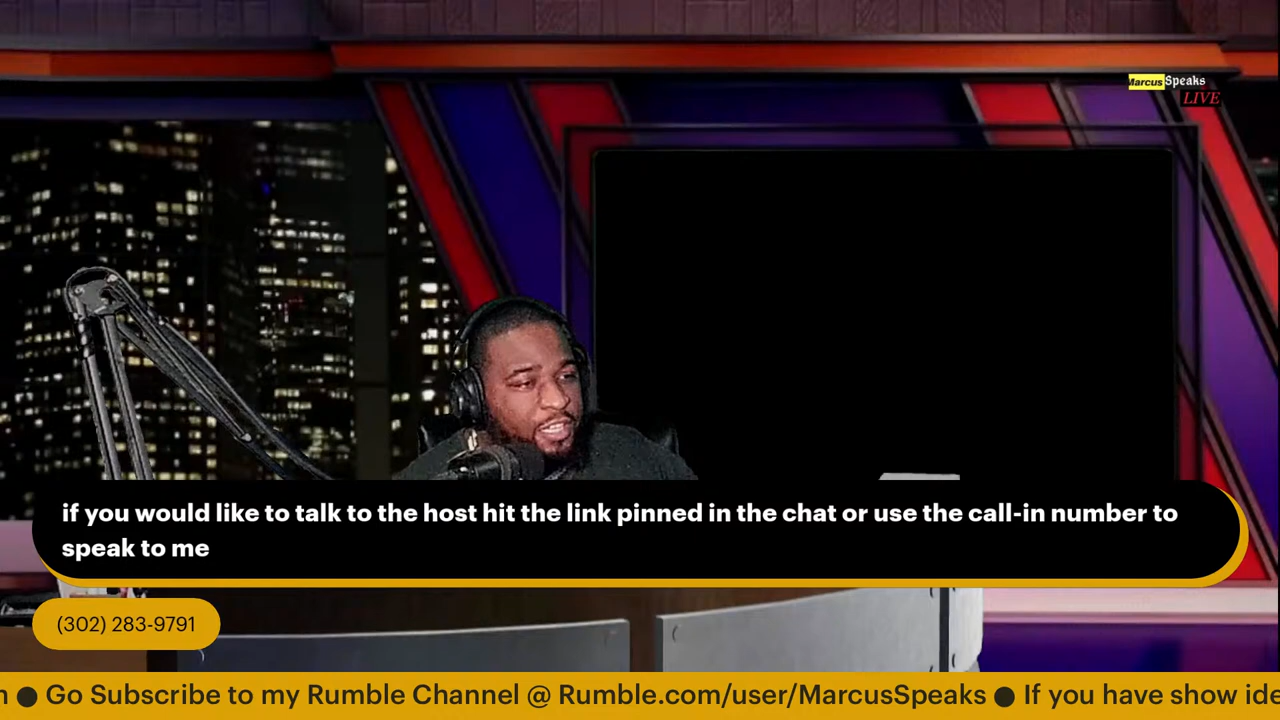 Marcus Speaks
LIVE
if you would like to talk to the host hit the link pinned in the chat or use the call-in number to
speak to me
(302) 283-9791
Go Subscribe to my Rumble Channel @ Rumble.com/user/MarcusSpeaks ● If you have show